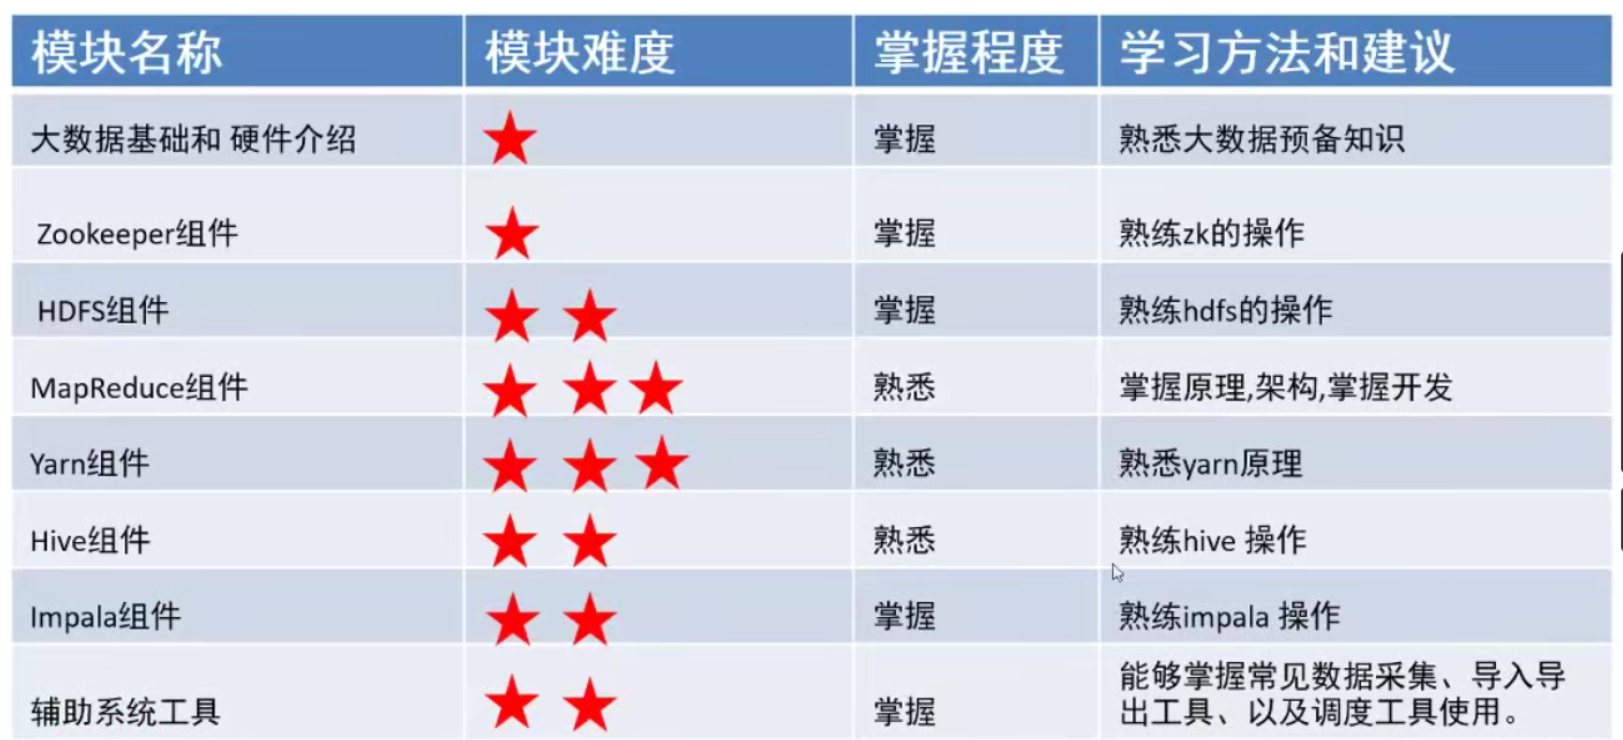 模块名称 模块难度 掌握程度 学习方法和建议
大数据基础和 硬件介绍 掌握 熟悉大数据预备知识
Zookeeper组件 掌握 熟练zk的操作
HDFS组件 掌握 熟练hdfs的操作
MapReduce组件 熟悉 掌握原理,架构,掌握开发
Yarn组件 熟悉 熟悉yarn原理
Hive组件 熟悉 熟练hive 操作
Impala组件 掌握 熟练impala 操作
辅助系统工具 掌握 能够掌握常见数据采集、导入导
出工具、以及调度工具使用。